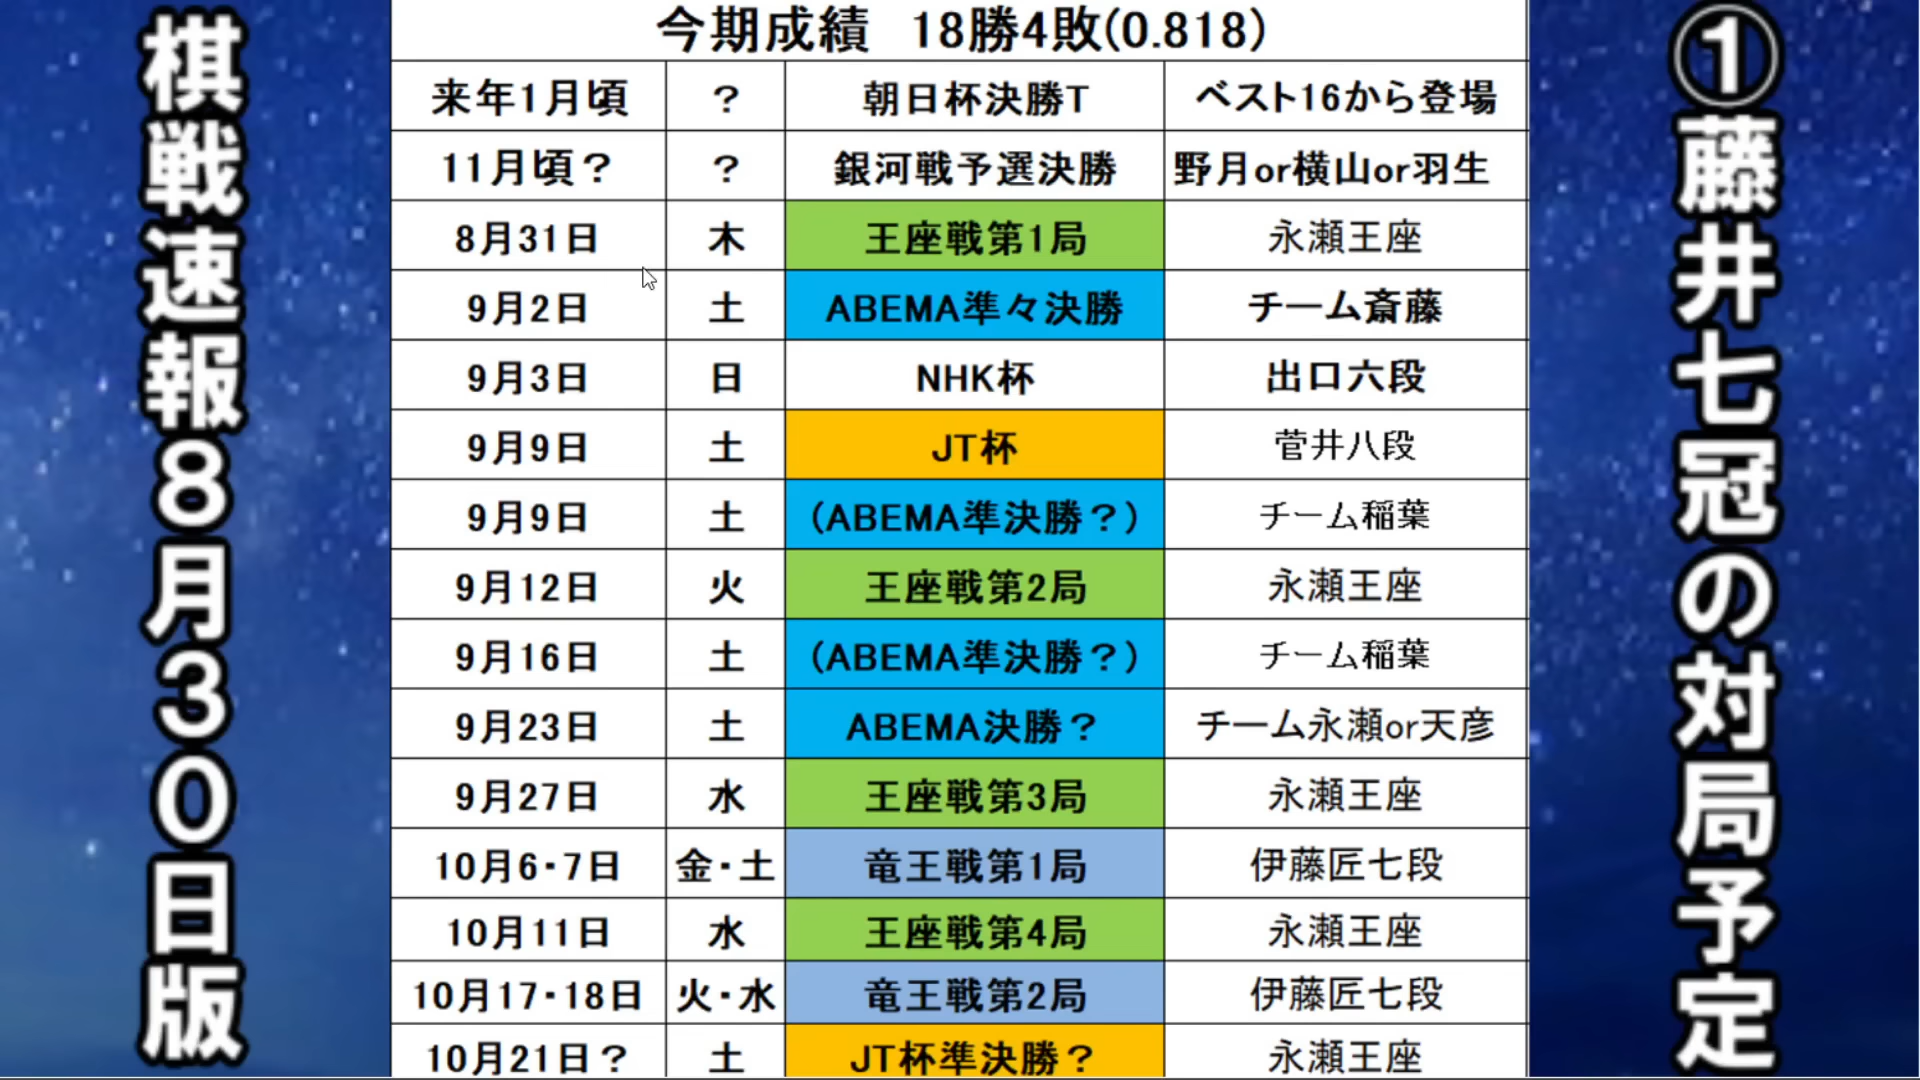 棋戦速報８月３０日版
今期成績　18勝4敗(0.818)
来年1月頃 ? 朝日杯決勝T ベスト16から登場
11月頃？ ? 銀河戦予選決勝 野月or横山or羽生
8月31日 木 王座戦第1局 永瀬王座
9月2日 土 ABEMA準々決勝 チーム斎藤
9月3日 日 NHK杯 出口六段
9月9日 土 JT杯 菅井八段
9月9日 土 (ABEMA準決勝？) チーム稲葉
9月12日 火 王座戦第2局 永瀬王座
9月16日 土 (ABEMA準決勝？) チーム稲葉
9月23日 土 ABEMA決勝？ チーム永瀬or天彦
9月27日 水 王座戦第3局 永瀬王座
10月6・7日 金・土 竜王戦第1局 伊藤匠七段
10月11日 水 王座戦第4局 永瀬王座
10月17・18日 火・水 竜王戦第2局 伊藤匠七段
10月21日？ 土 JT杯準決勝？ 永瀬王座
①藤井七冠の対局予定